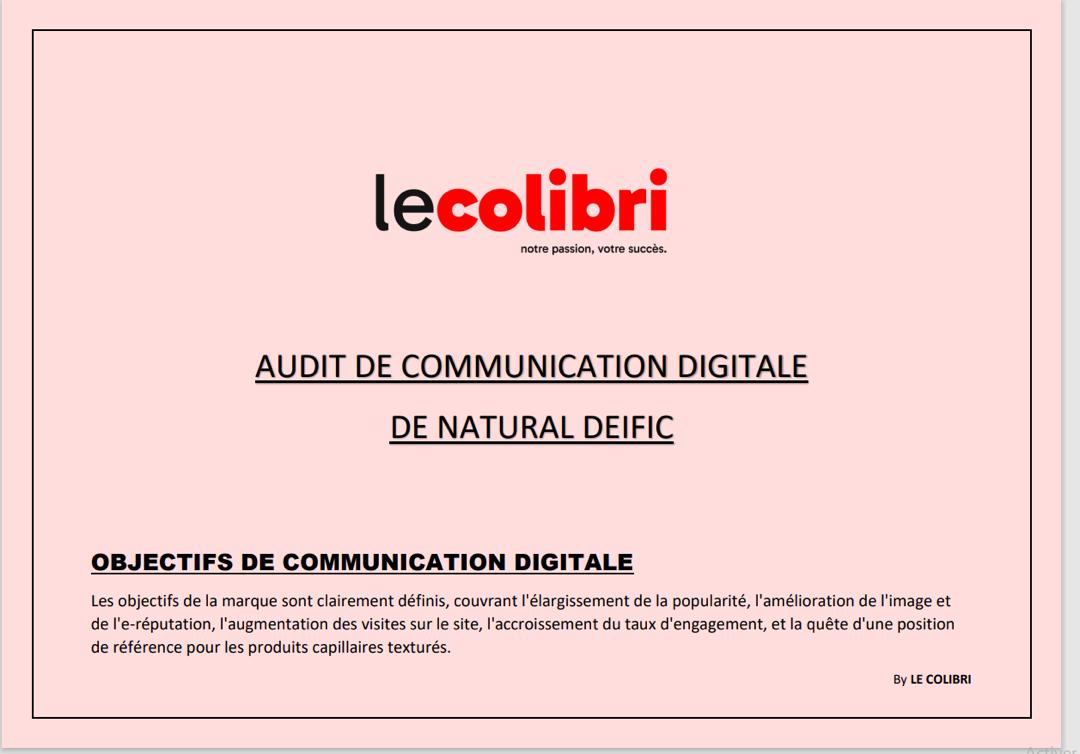 lecolibri
notre passion, votre succès.
AUDIT DE COMMUNICATION DIGITALE
DE NATURAL DEIFIC
OBJECTIFS DE COMMUNICATION DIGITALE
Les objectifs de la marque sont clairement définis, couvrant l'élargissement de la popularité, l'amélioration de l'image et
de l'e-réputation, l'augmentation des visites sur le site, l'accroissement du taux d'engagement, et la quête d'une position
de référence pour les produits capillaires texturés.
By LE COLIBRI